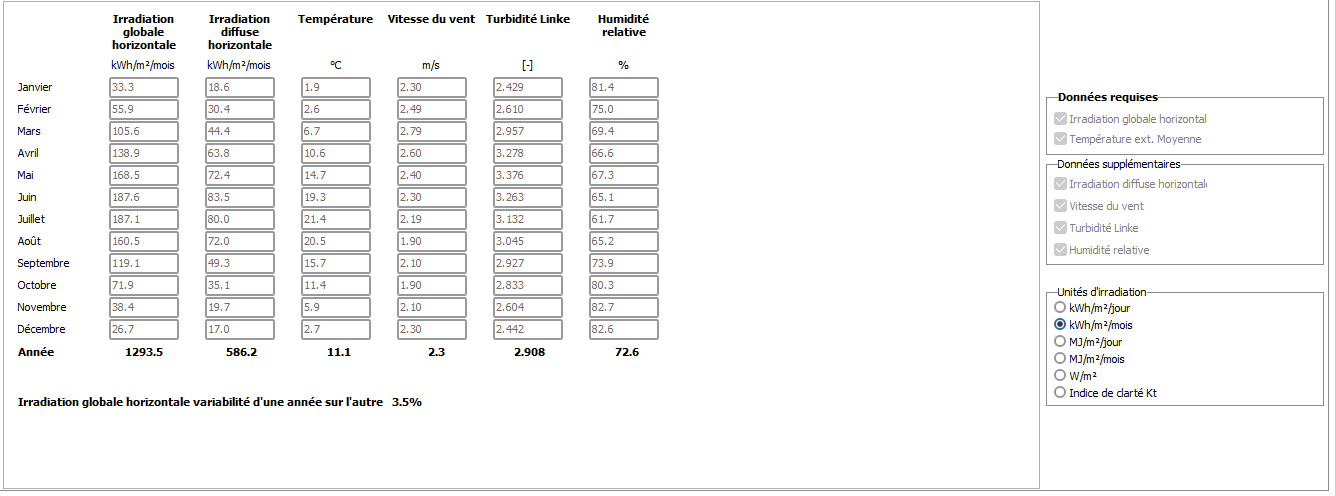 Irradiation globale horizontale Irradiation diffuse horizontale Température Vitesse du vent Turbidité Linke Humidité relative
kWh/m²/mois kWh/m²/mois °C m/s [-] %
Janvier 33.3 18.6 1.9 2.30 2.429 81.4
Février 55.9 30.4 2.6 2.49 2.610 75.0
Mars 105.6 44.4 6.7 2.79 2.957 69.4
Avril 138.9 63.8 10.6 2.60 3.278 66.6
Mai 168.5 72.4 14.7 2.40 3.376 67.3
Juin 187.6 83.5 19.3 2.30 3.263 65.1
Juillet 187.1 80.0 21.4 2.19 3.132 61.7
Août 160.5 72.0 20.5 1.90 3.045 65.2
Septembre 119.1 49.3 15.7 2.10 2.927 73.9
Octobre 71.9 35.1 11.4 1.90 2.833 80.3
Novembre 38.4 19.7 5.9 2.10 2.604 82.7
Décembre 26.7 17.0 2.7 2.30 2.442 82.6
Année 1293.5 586.2 11.1 2.3 2.908 72.6
Irradiation globale horizontale variabilité d'une année sur l'autre 3.5%
Données requises
Irradiation globale horizontal
Température ext. Moyenne
Données supplémentaires
Irradiation diffuse horizontale
Vitesse du vent
Turbidité Linke
Humidité relative
Unités d'irradiation
kWh/m²/jour
kWh/m²/mois
MJ/m²/jour
MJ/m²/mois
W/m²
Indice de clarté Kt